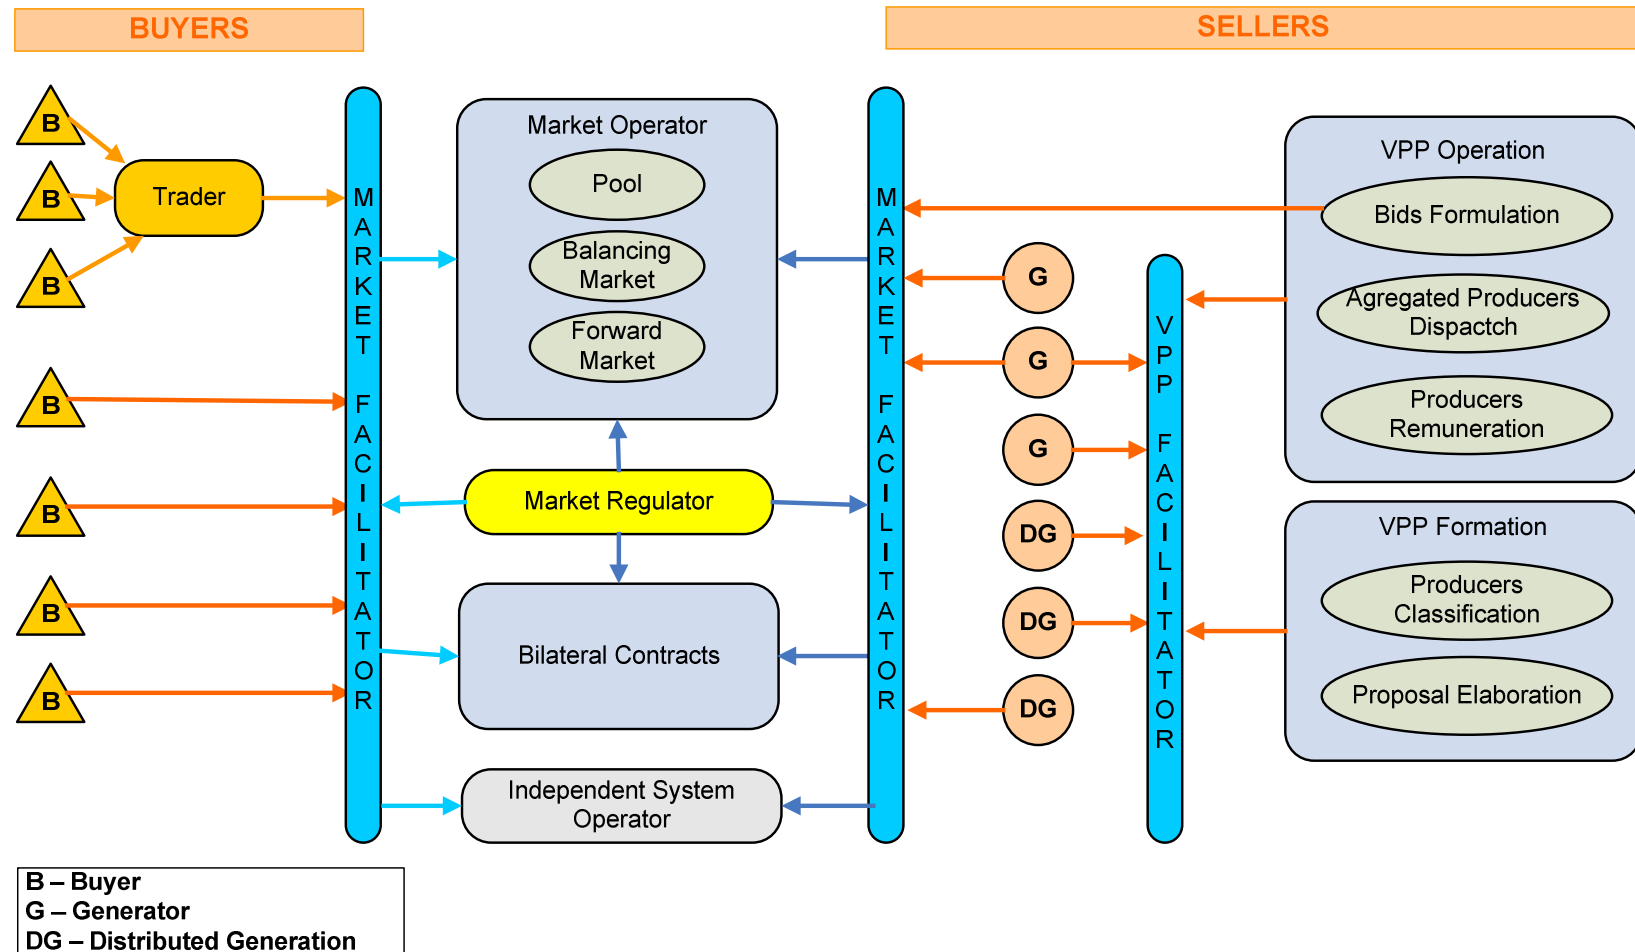 BUYERS
SELLERS
B
B
B
B
B
B
B
Trader
MARKET FACILITATOR
Market Operator
Pool
Balancing
Market
Forward
Market
Market Regulator
Bilateral Contracts
Independent System
Operator
MARKET FACILITATOR
G
G
G
DG
DG
DG
VPP FACILITATOR
VPP Operation
Bids Formulation
Agregated Producers
Dispactch
Producers
Remuneration
VPP Formation
Producers
Classification
Proposal Elaboration
B – Buyer
G – Generator
DG – Distributed Generation